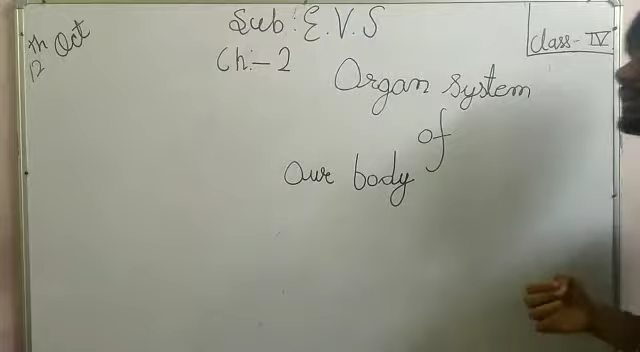 12th Oct
Sub: E.V.S
Class- IV
Ch:- 2
Organ system
of
our body